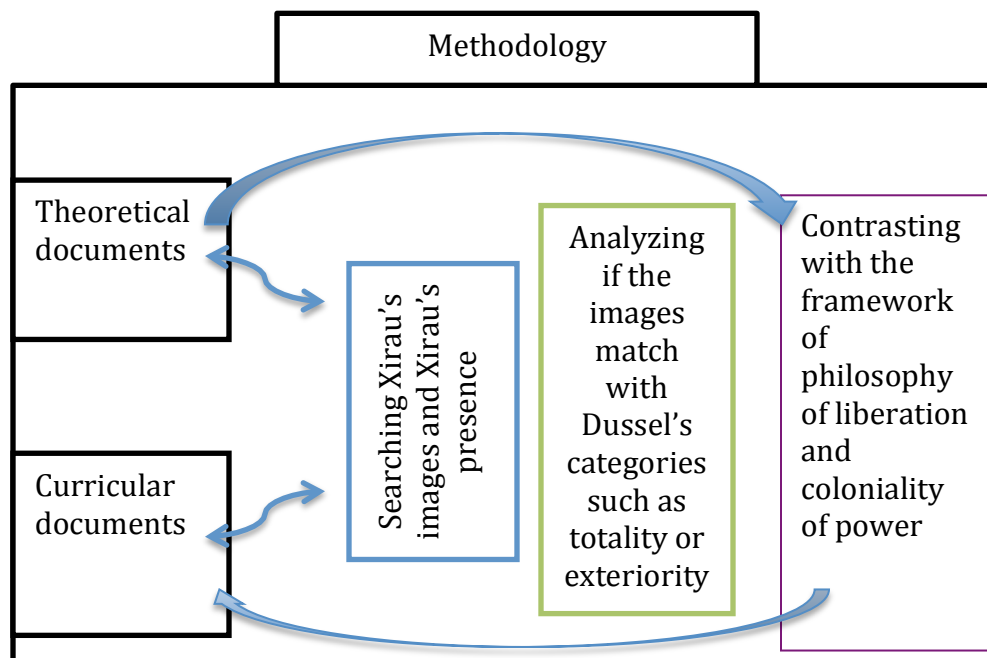 Methodology
Theoretical
documents
Curricular
documents
Searching Xirau’s
images and Xirau’s
presence
Analyzing
if the
images
match
with
Dussel’s
categories
such as
totality or
exteriority
Contrasting
with the
framework
of
philosophy
of liberation
and
coloniality
of power